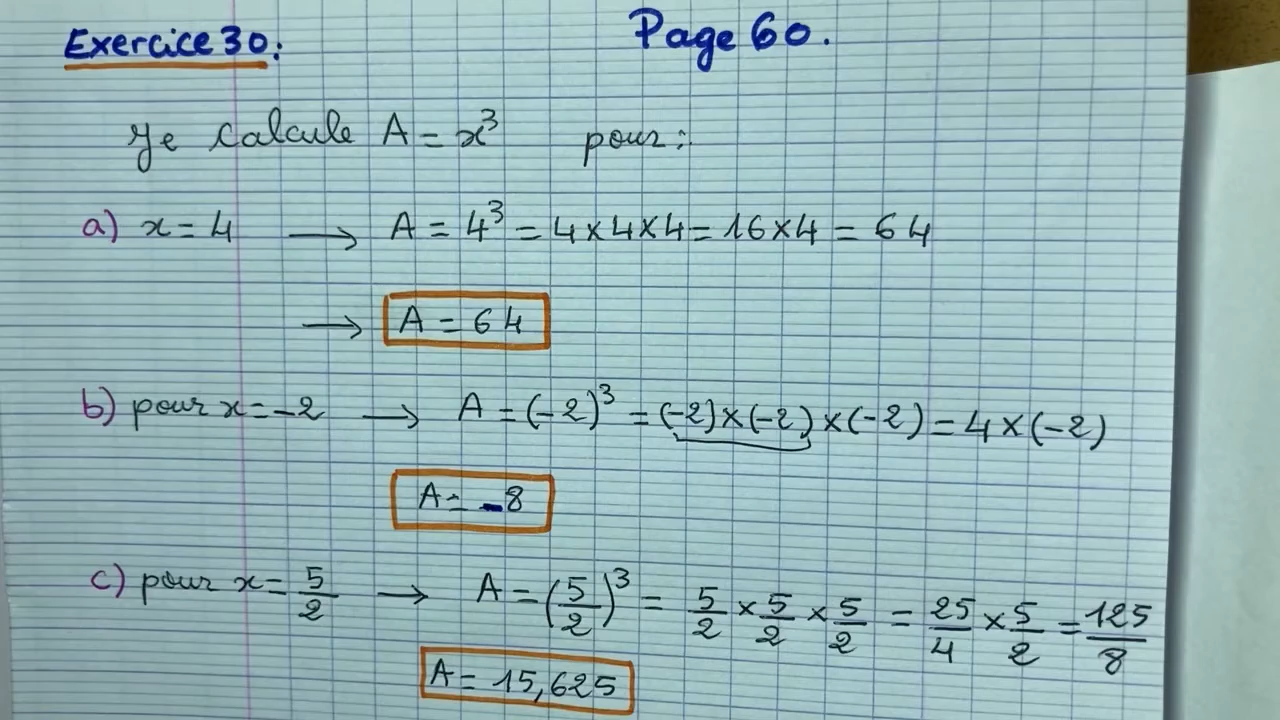 Exercice 30: Page 60.
Je calcule A = x³ pour:
a) x = 4 → A = 4³ = 4×4×4 = 16×4 = 64
→ A = 64
b) pour x = -2 → A = (-2)³ = (-2)×(-2)×(-2) = 4×(-2)
A = -8
c) pour x = 5/2 → A = (5/2)³ = 5/2 × 5/2 × 5/2 = 25/4 × 5/2 = 125/8
A = 15,625